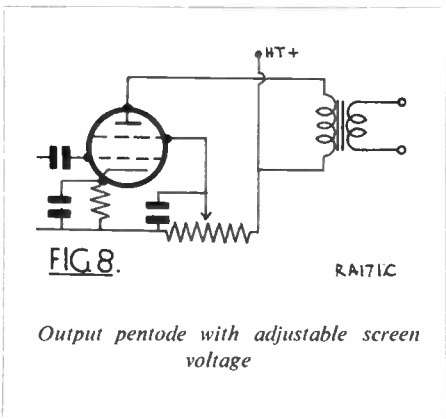 HT+
FIG 8.
RA171C
Output pentode with adjustable screen
voltage